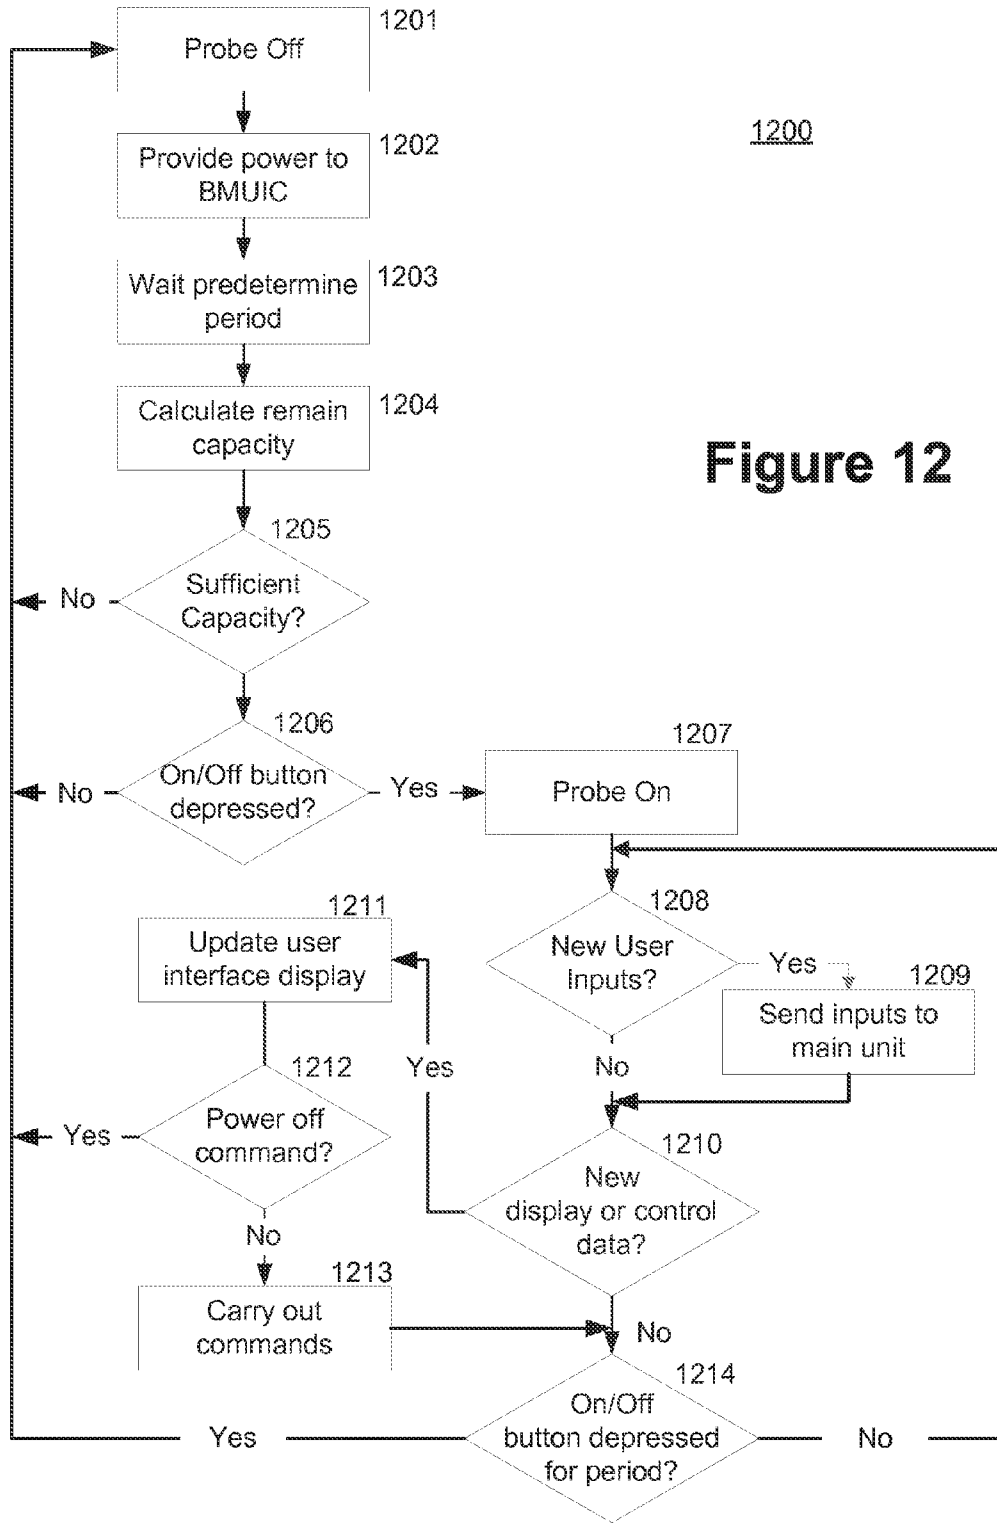 1201
Probe Off
1200
1202
Provide power to
BMUIC
1203
Wait predetermine
period
1204
Calculate remain
capacity
Figure 12
1205
Sufficient
Capacity?
No
1206
On/Off button
depressed?
No
Yes
1207
Probe On
1208
New User
Inputs?
Yes
1209
Send inputs to
main unit
No
1211
Update user
interface display
Yes
1212
Power off
command?
Yes
No
1210
New
display or control
data?
1213
Carry out
commands
No
1214
On/Off
button depressed
for period?
Yes
No